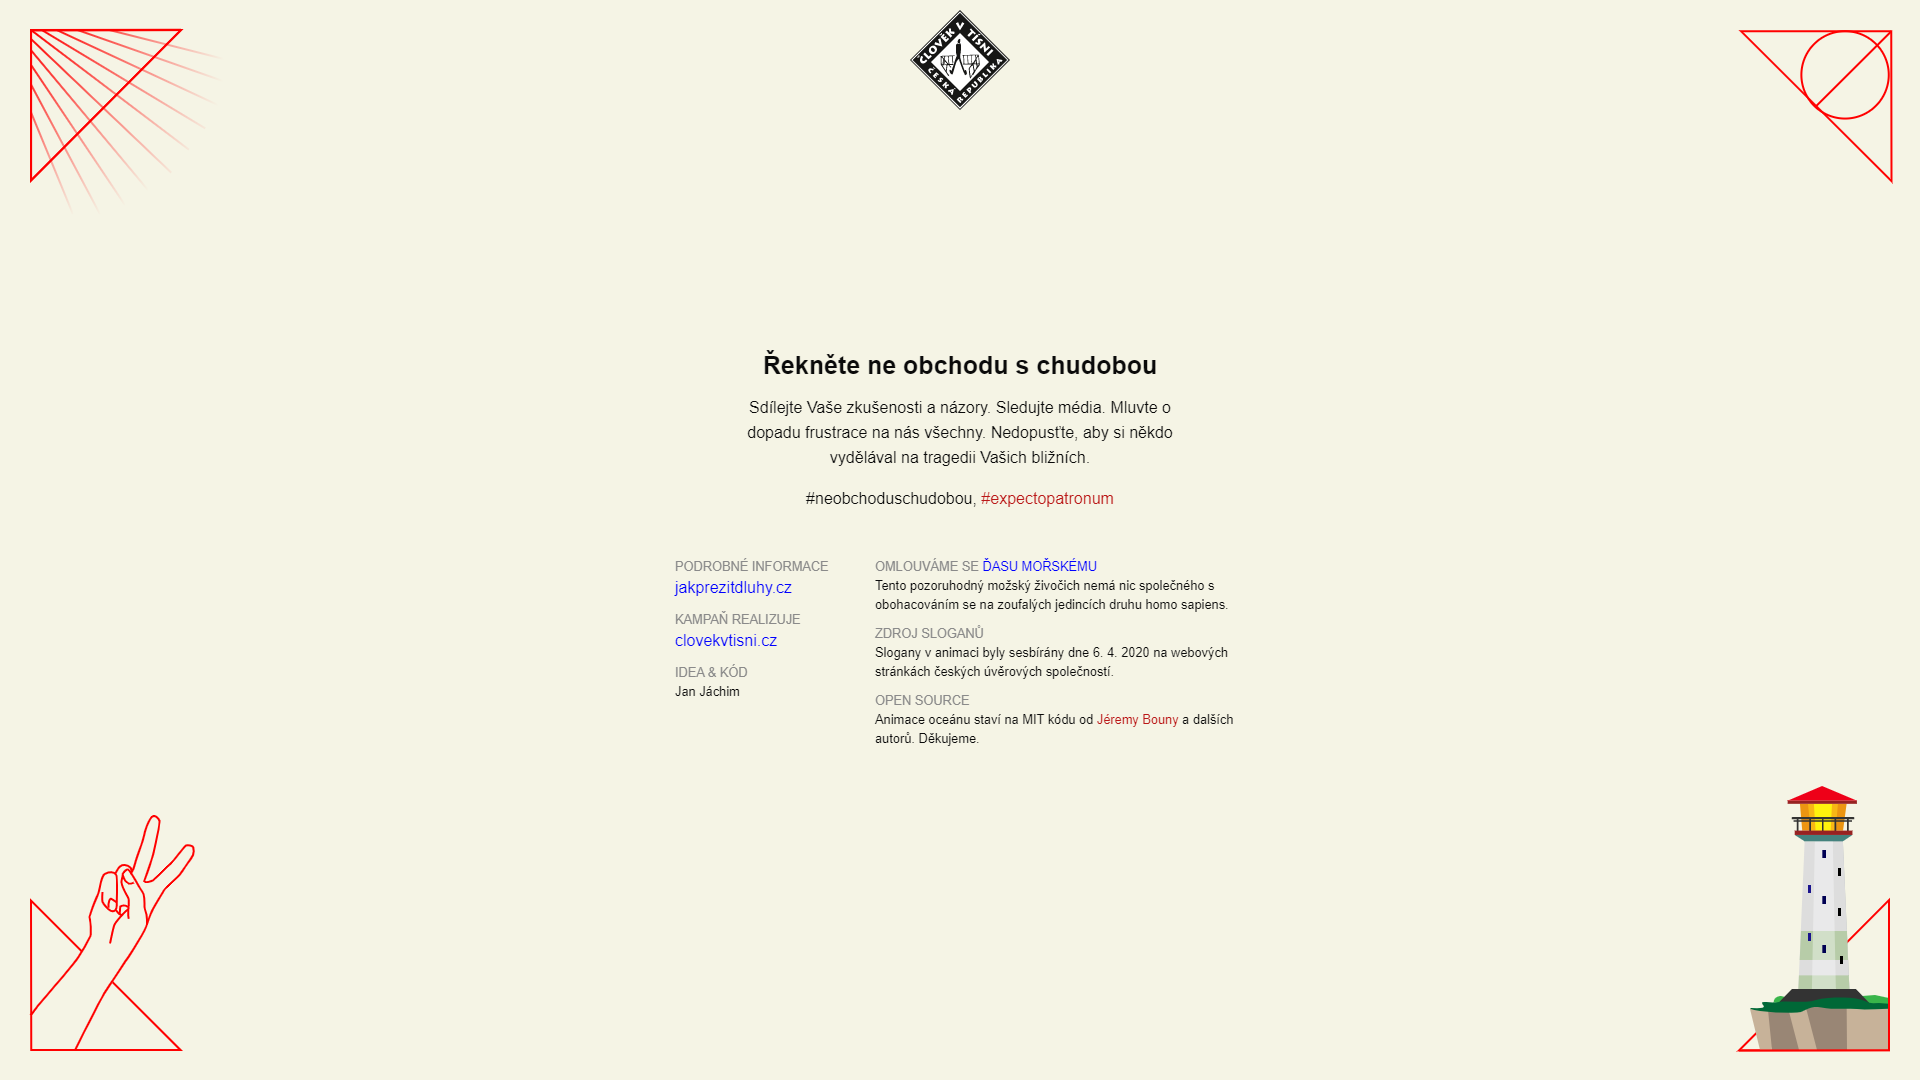 ČLOVĚK V TÍSNI
ČESKÁ REPUBLIKA
Řekněte ne obchodu s chudobou
Sdílejte Vaše zkušenosti a názory. Sledujte média. Mluvte o
dopadu frustrace na nás všechny. Nedopusťte, aby si někdo
vydělával na tragedii Vašich bližních.
#neobchoduschudobou, #expectopatronum
PODROBNÉ INFORMACE
jakprezitdluhy.cz
KAMPAŇ REALIZUJE
clovekvtisni.cz
IDEA & KÓD
Jan Jáchim
OMLOUVÁME SE ĎASU MOŘSKÉMU
Tento pozoruhodný možský živočich nemá nic společného s
obohacováním se na zoufalých jedincích druhu homo sapiens.
ZDROJ SLOGANŮ
Slogany v animaci byly sesbírány dne 6. 4. 2020 na webových
stránkách českých úvěrových společností.
OPEN SOURCE
Animace oceánu staví na MIT kódu od Jéremy Bouny a dalších
autorů. Děkujeme.